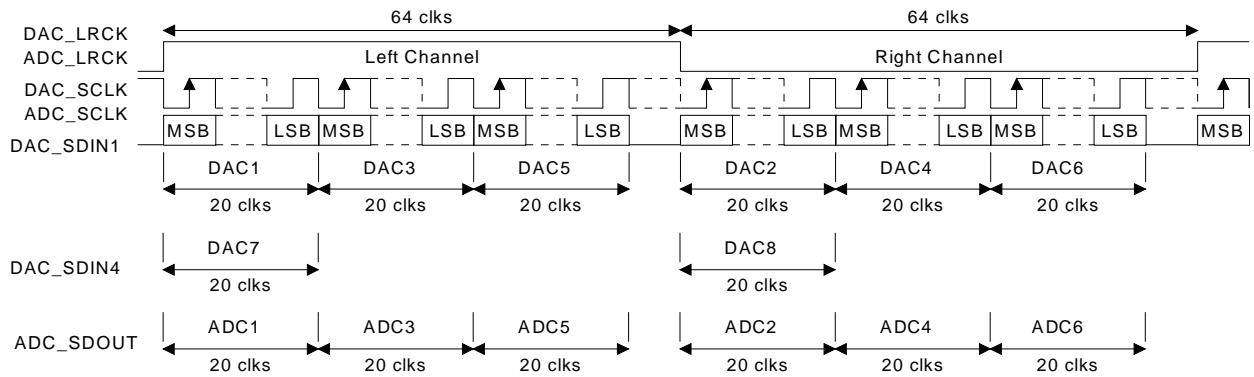 64 clks 64 clks
DAC_LRCK
ADC_LRCK Left Channel Right Channel
DAC_SCLK
ADC_SCLK
MSB LSB MSB LSB MSB LSB MSB LSB MSB LSB MSB LSB MSB
DAC_SDIN1
DAC1 DAC3 DAC5 DAC2 DAC4 DAC6
20 clks 20 clks 20 clks 20 clks 20 clks 20 clks
DAC7 DAC8
DAC_SDIN4
20 clks 20 clks
ADC1 ADC3 ADC5 ADC2 ADC4 ADC6
ADC_SDOUT
20 clks 20 clks 20 clks 20 clks 20 clks 20 clks